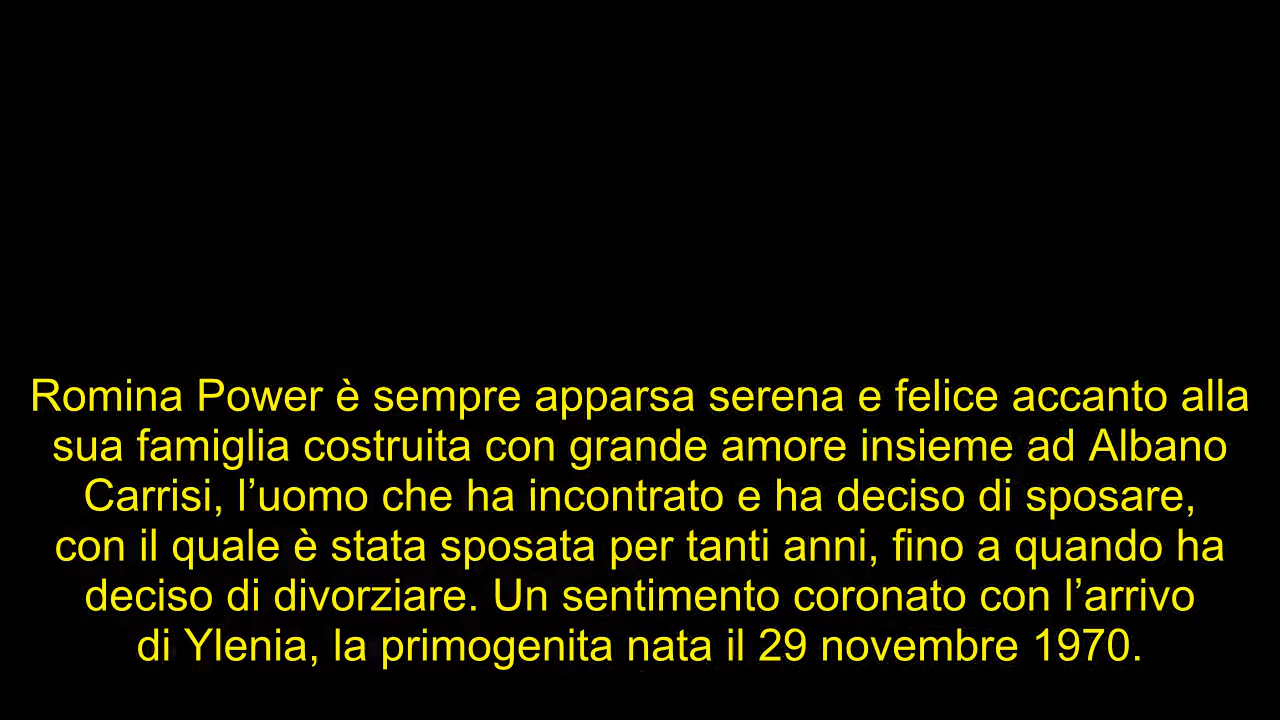 Romina Power è sempre apparsa serena e felice accanto alla
sua famiglia costruita con grande amore insieme ad Albano
Carrisi, l’uomo che ha incontrato e ha deciso di sposare,
con il quale è stata sposata per tanti anni, fino a quando ha
deciso di divorziare. Un sentimento coronato con l’arrivo
di Ylenia, la primogenita nata il 29 novembre 1970.